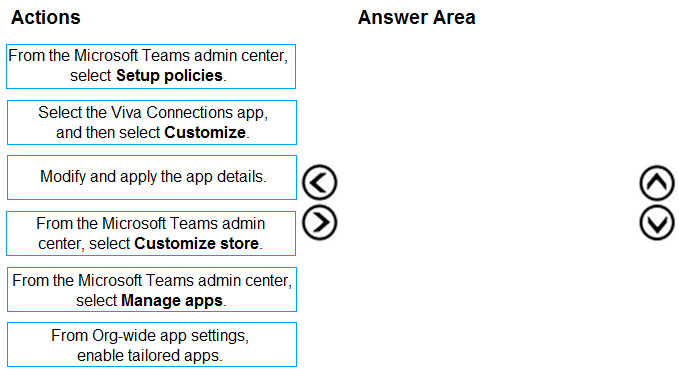 Actions
Answer Area
From the Microsoft Teams admin center,
select Setup policies.
Select the Viva Connections app,
and then select Customize.
Modify and apply the app details.
From the Microsoft Teams admin
center, select Customize store.
From the Microsoft Teams admin center,
select Manage apps.
From Org-wide app settings,
enable tailored apps.